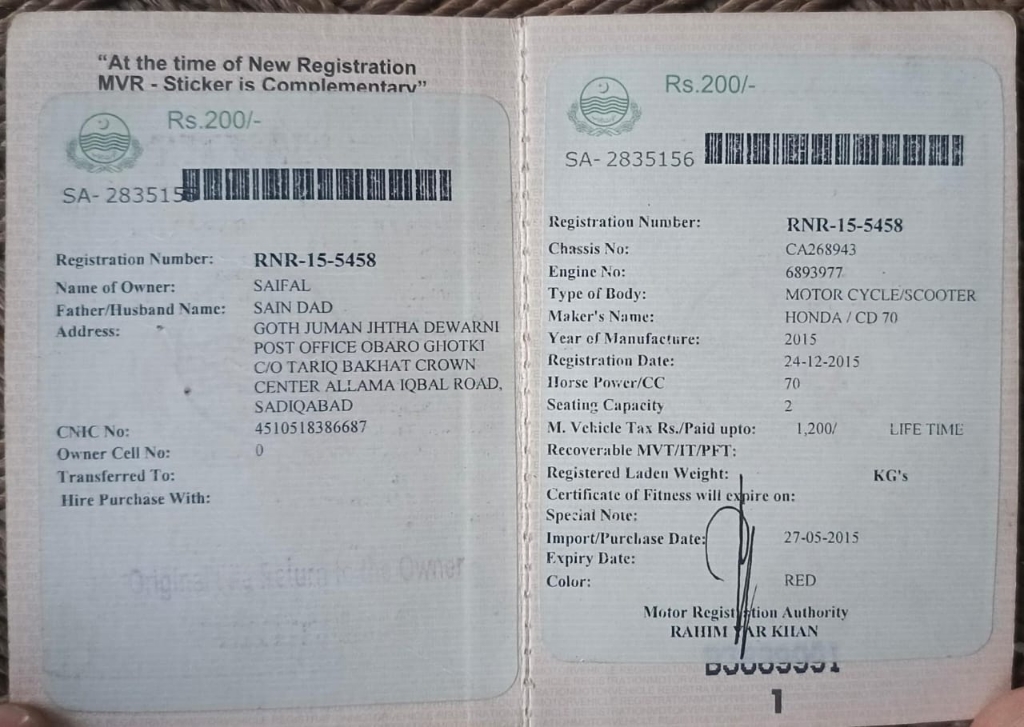 “At the time of New Registration
MVR - Sticker is Complementary”
Rs.200/-
SA- 283515
Registration Number: RNR-15-5458
Name of Owner: SAIFAL
Father/Husband Name: SAIN DAD
Address: GOTH JUMAN JHTHA DEWARNI
POST OFFICE OBARO GHOTKI
C/O TARIQ BAKHAT CROWN
CENTER ALLAMA IQBAL ROAD,
SADIQABAD
CNIC No: 4510518386687
Owner Cell No: 0
Transferred To:
Hire Purchase With:
Original Return to the Owner
Rs.200/-
SA- 2835156
Registration Number: RNR-15-5458
Chassis No: CA268943
Engine No: 6893977
Type of Body: MOTOR CYCLE/SCOOTER
Maker's Name: HONDA / CD 70
Year of Manufacture: 2015
Registration Date: 24-12-2015
Horse Power/CC 70
Seating Capacity 2
M. Vehicle Tax Rs./Paid upto: 1,200/ LIFE TIME
Recoverable MVT/IT/PFT:
Registered Laden Weight: KG's
Certificate of Fitness will expire on:
Special Note:
Import/Purchase Date: 27-05-2015
Expiry Date:
Color: RED
Motor Registration Authority
RAHIM YAR KHAN
1